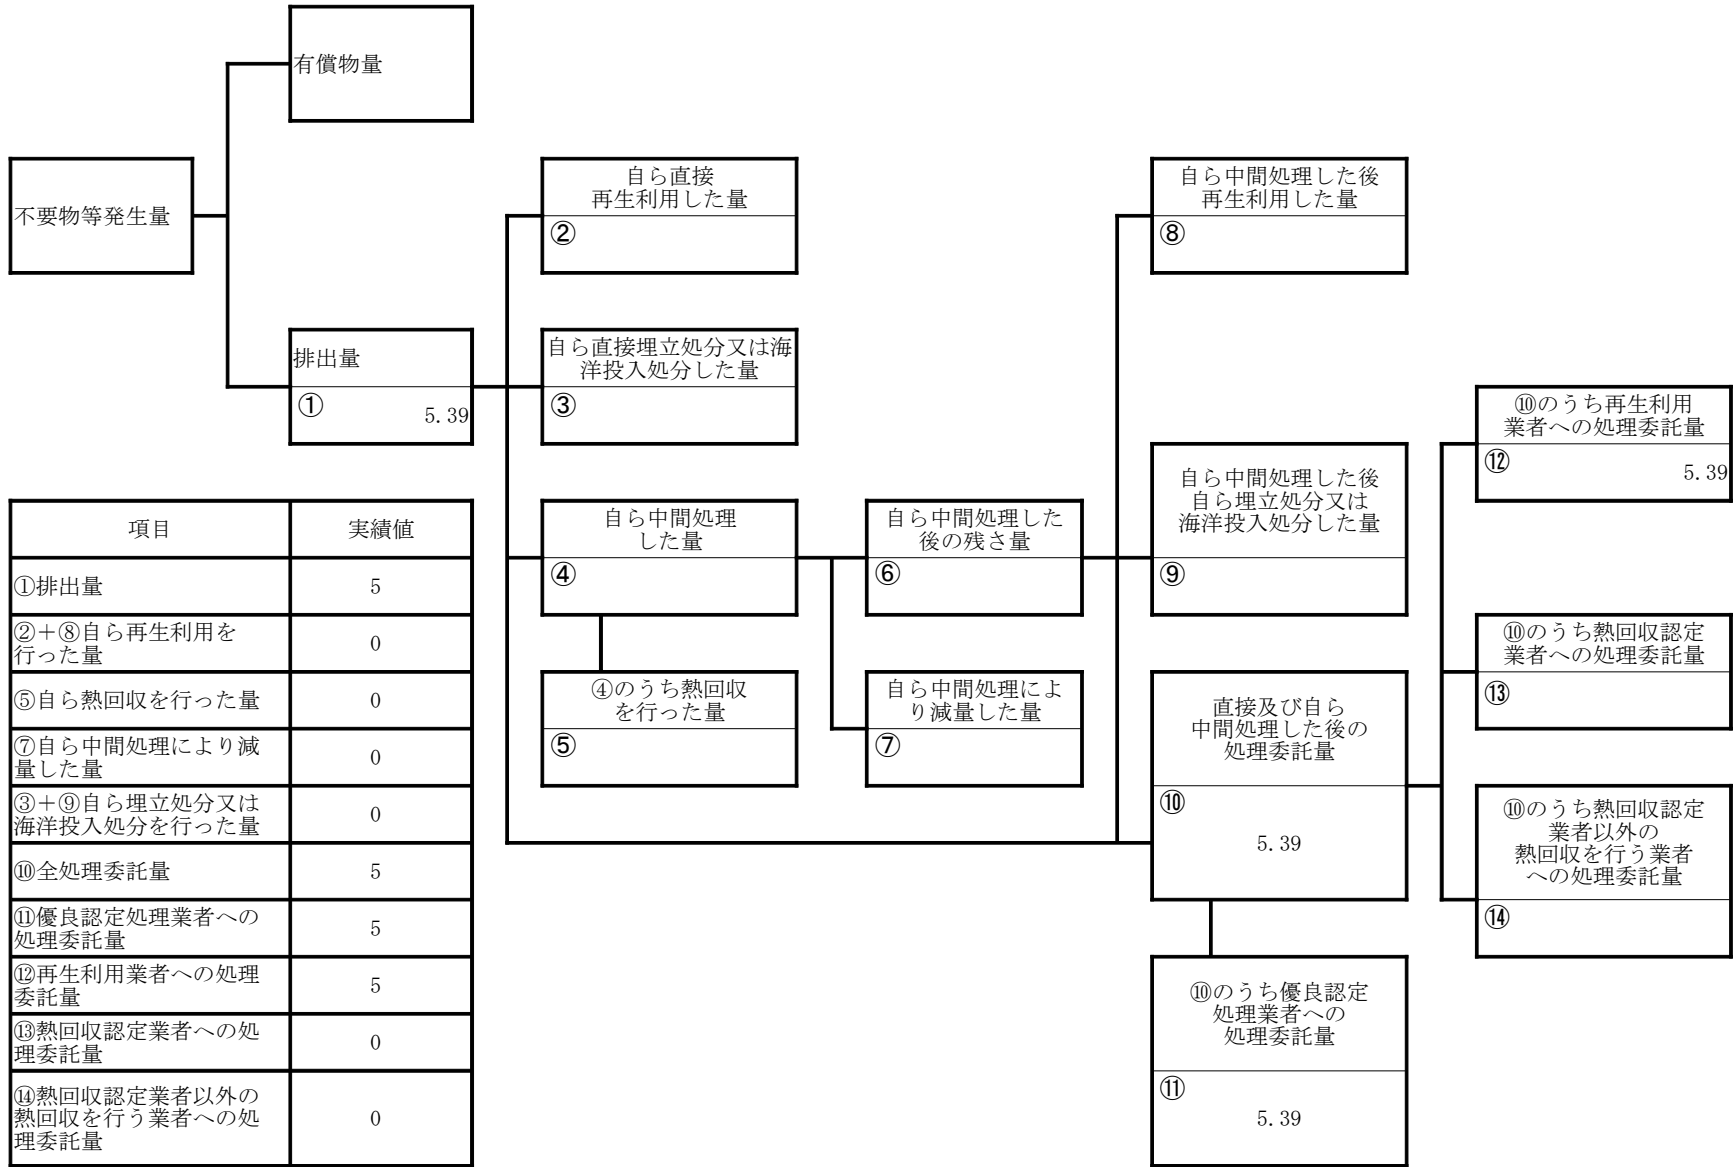 有償物量
不要物等発生量
排出量
①
5.39
自ら直接
再生利用した量
②
自ら直接埋立処分又は海
洋投入処分した量
③
自ら中間処理
した量
④
④のうち熱回収
を行った量
⑤
自ら中間処理した
後の残さ量
⑥
自ら中間処理によ
り減量した量
⑦
自ら中間処理した後
再生利用した量
⑧
自ら中間処理した後
自ら埋立処分又は
海洋投入処分した量
⑨
直接及び自ら
中間処理した後の
処理委託量
⑩
5.39
⑩のうち優良認定
処理業者への
処理委託量
⑪
5.39
⑩のうち再生利用
業者への処理委託量
⑫
5.39
⑩のうち熱回収認定
業者への処理委託量
⑬
⑩のうち熱回収認定
業者以外の
熱回収を行う業者
への処理委託量
⑭
項目 実績値
①排出量 5
②+⑧自ら再生利用を
行った量 0
⑤自ら熱回収を行った量 0
⑦自ら中間処理により減
量した量 0
③+⑨自ら埋立処分又は
海洋投入処分を行った量 0
⑩全処理委託量 5
⑪優良認定処理業者への
処理委託量 5
⑫再生利用業者への処理
委託量 5
⑬熱回収認定業者への処
理委託量 0
⑭熱回収認定業者以外の
熱回収を行う業者への処
理委託量 0